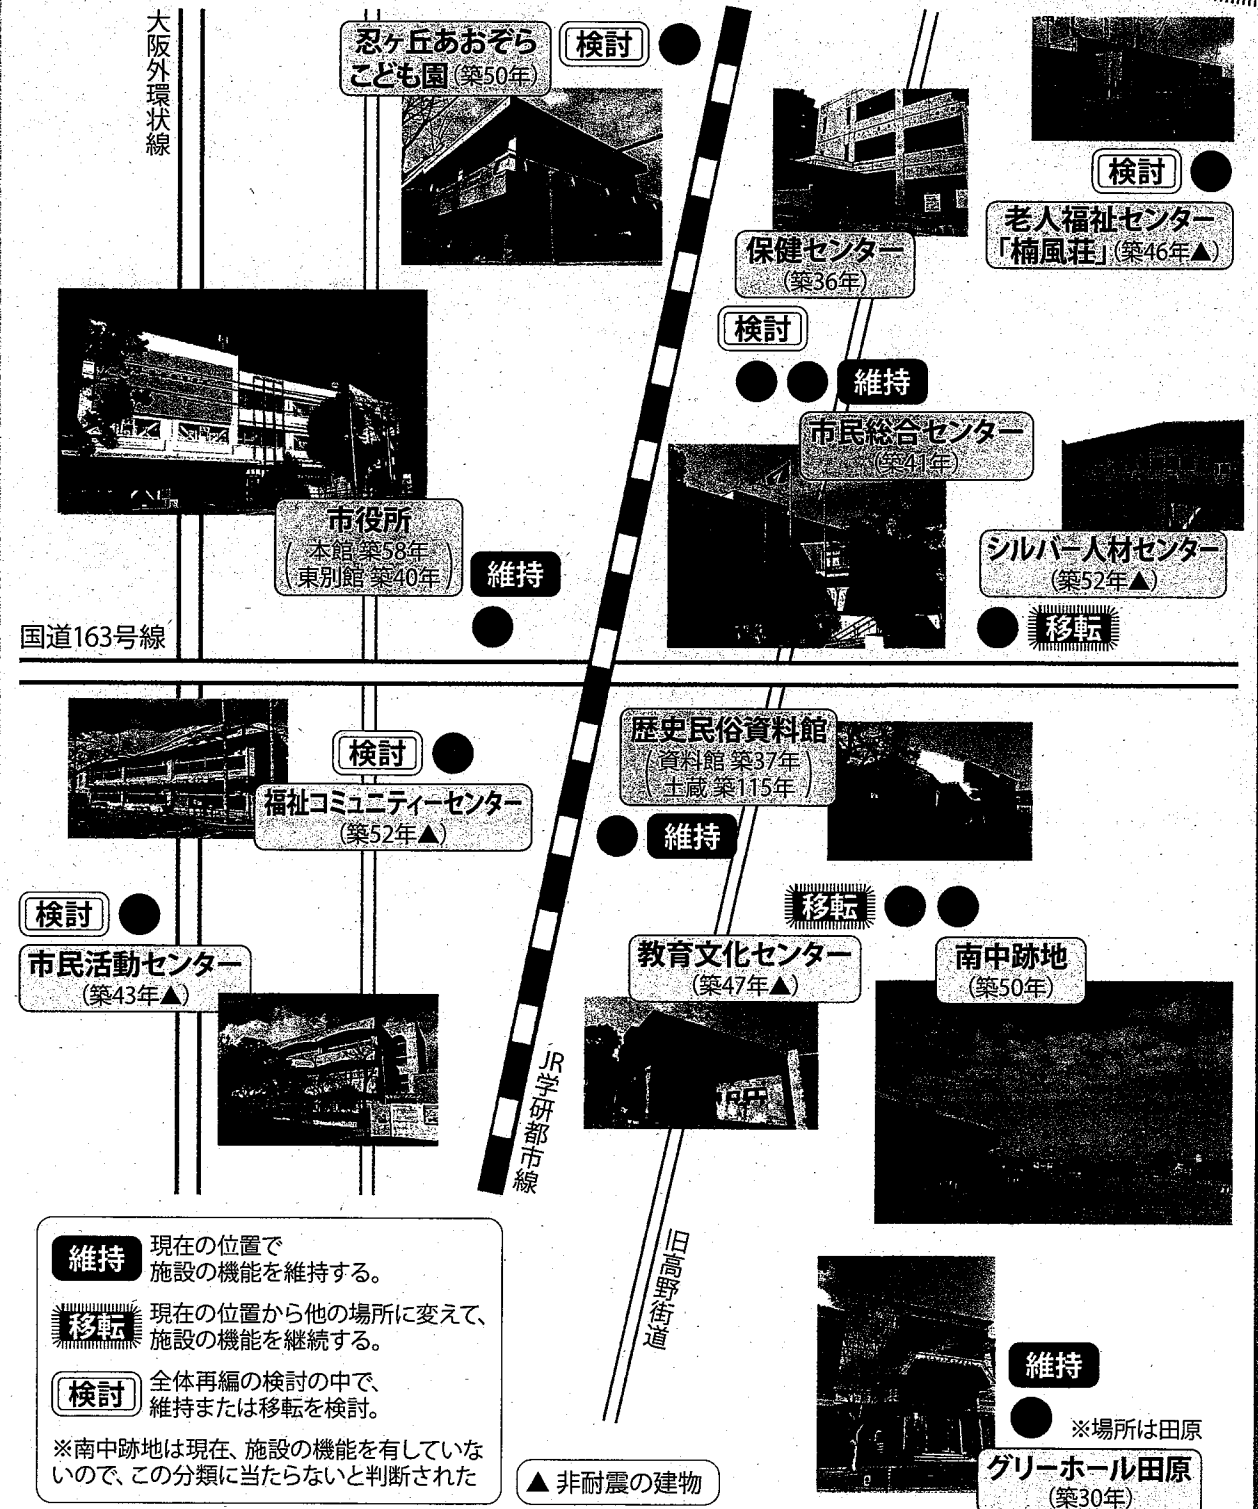 大阪外環状線
忍ヶ丘あおぞら
こども園(築50年)
検討
検討
老人福祉センター
「楠風荘」(築46年▲)
保健センター
(築36年)
検討
維持
市民総合センター
(築41年)
市役所
本館 築58年
東別館 築40年
維持
シルバー人材センター
(築52年▲)
移転
国道163号線
検討
福祉コミュニティーセンター
(築52年▲)
歴史民俗資料館
資料館 築37年
土蔵 築115年
維持
検討
市民活動センター
(築43年▲)
移転
教育文化センター
(築47年▲)
南中跡地
(築50年)
JR学研都市線
旧高野街道
維持 現在の位置で
施設の機能を維持する。
移転 現在の位置から他の場所に変えて、
施設の機能を継続する。
検討 全体再編の検討の中で、
維持または移転を検討。
※南中跡地は現在、施設の機能を有していな
いので、この分類に当たらないと判断された
▲ 非耐震の建物
維持
※場所は田原
グリーホール田原
(築30年)